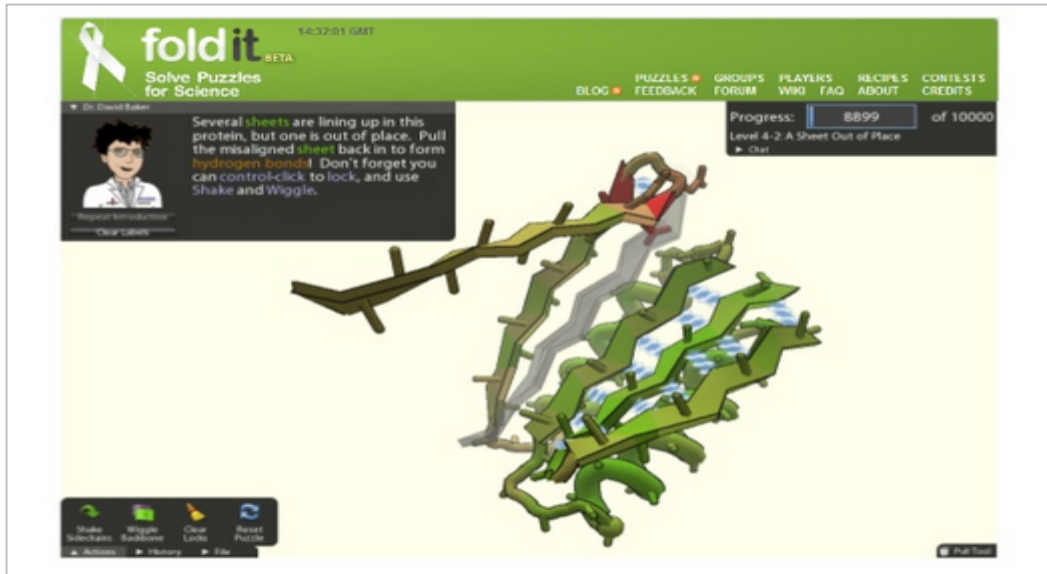 14:32:01 GMT
foldit BETA
Solve Puzzles
for Science
BLOG
PUZZLES
FEEDBACK
GROUPS
FORUM
PLAYERS
WIKI FAQ
RECIPES
ABOUT
CONTESTS
CREDITS
Dr. David Baker
Several sheets are lining up in this
protein, but one is out of place. Pull
the misaligned sheet back in to form
hydrogen bonds! Don't forget you
can control-click to lock, and use
Shake and Wiggle.
Repeat Introduction
Clear Labels
Progress: 8899 of 10000
Level 4-2: A Sheet Out of Place
Chat
Shake
Sidechains
Wiggle
Backbone
Clear
Locks
Reset
Puzzle
Actions History File
Pull Tool